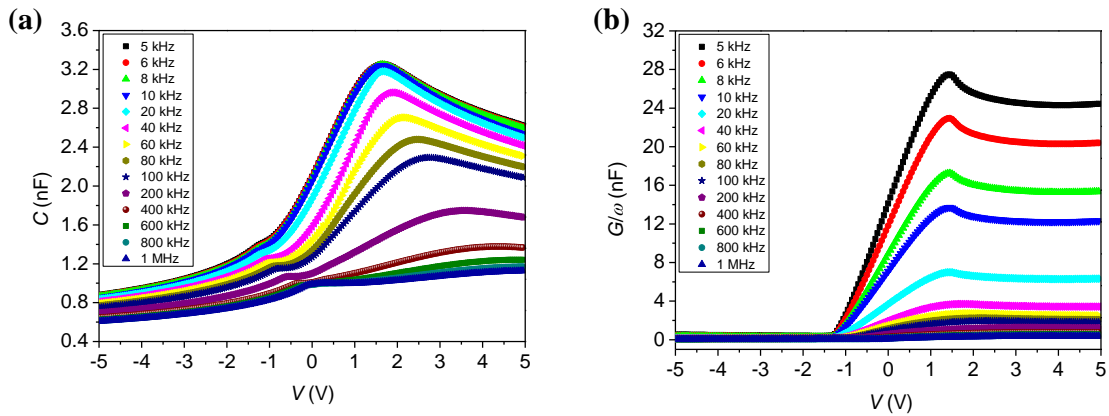 (a)
3.6
3.2
2.8
2.4
2.0
1.6
1.2
0.8
0.4
C (nF)
5 kHz
6 kHz
8 kHz
10 kHz
20 kHz
40 kHz
60 kHz
80 kHz
100 kHz
200 kHz
400 kHz
600 kHz
800 kHz
1 MHz
-5 -4 -3 -2 -1 0 1 2 3 4 5
V (V)
(b)
32
28
24
20
16
12
8
4
0
G/ω (nF)
5 kHz
6 kHz
8 kHz
10 kHz
20 kHz
40 kHz
60 kHz
80 kHz
100 kHz
200 kHz
400 kHz
600 kHz
800 kHz
1 MHz
-5 -4 -3 -2 -1 0 1 2 3 4 5
V (V)